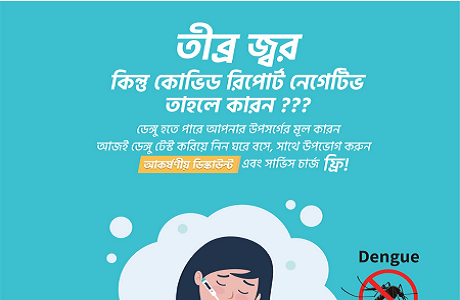 তীব্র জ্বর
কিন্তু কোভিড রিপোর্ট নেগেটিভ
তাহলে কারন ???
ডেঙ্গু হতে পারে আপনার উপসর্গের মূল কারন
আজই ডেঙ্গু টেস্ট করিয়ে নিন ঘরে বসে, সাথে উপভোগ করুন
আকর্ষণীয় ডিস্কাউন্ট এবং সার্ভিস চার্জ ফ্রি!
Dengue